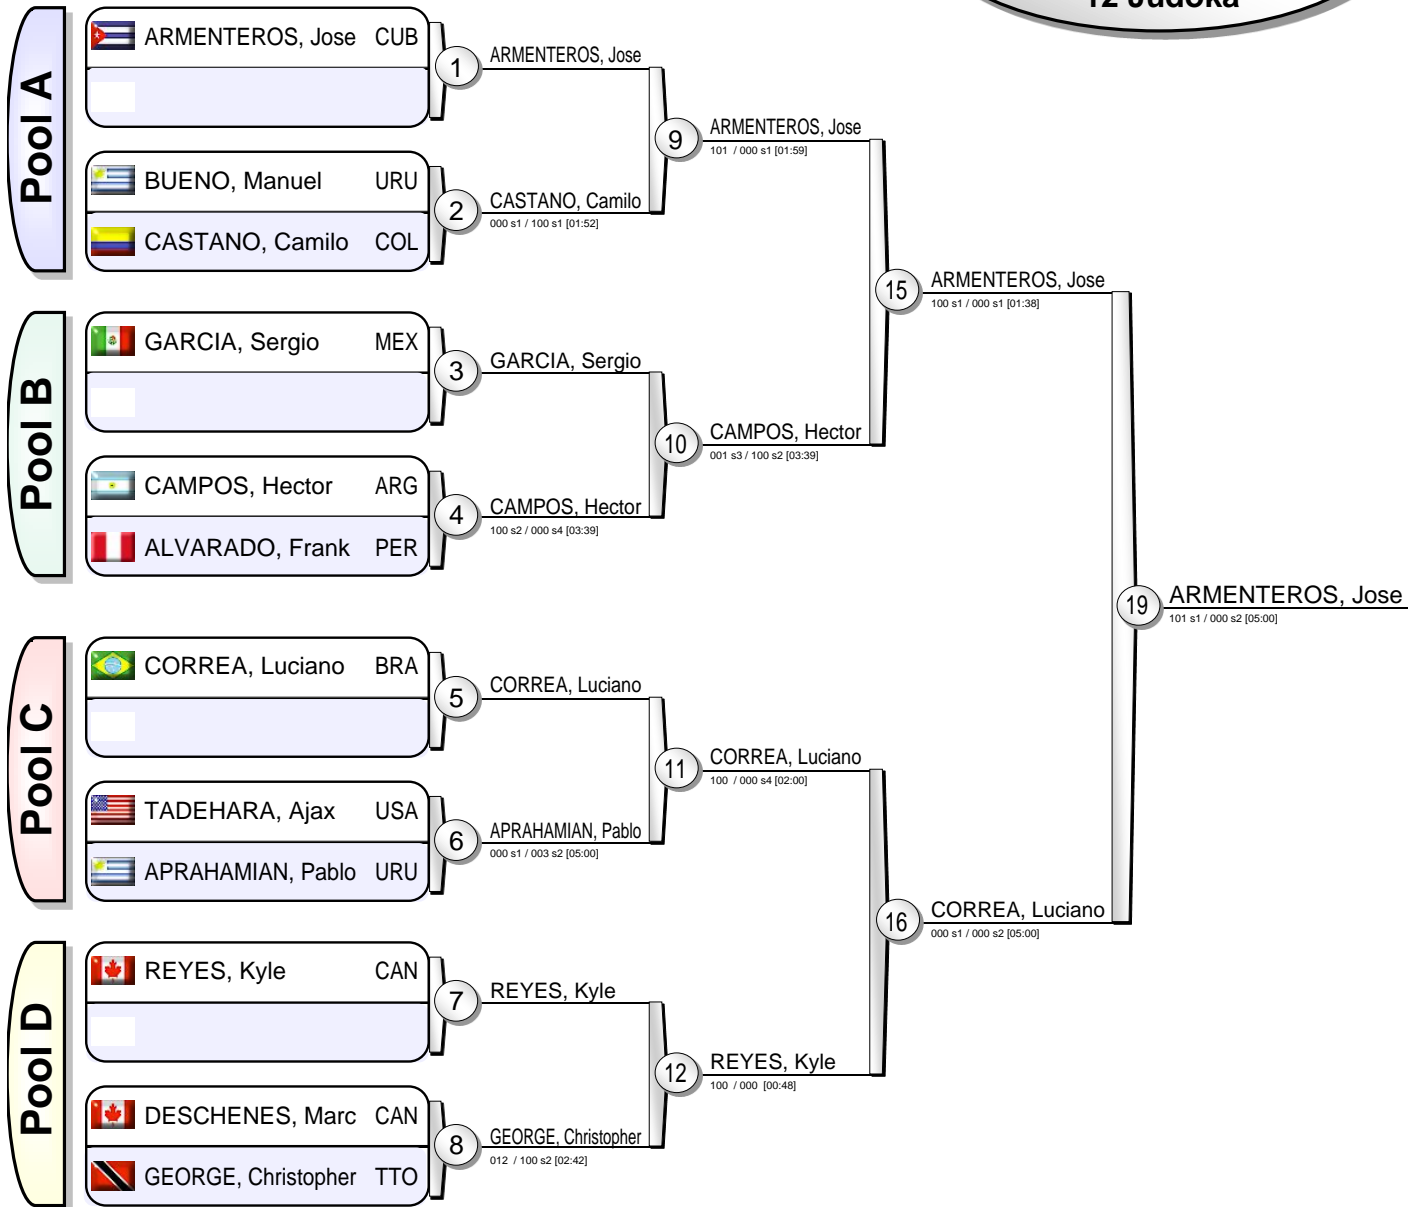 12 Judoka
Pool A
ARMENTEROS, Jose CUB
BUENO, Manuel URU
CASTANO, Camilo COL
1
ARMENTEROS, Jose
2
CASTANO, Camilo
000 s1 / 100 s1 [01:52]
9
ARMENTEROS, Jose
101 / 000 s1 [01:59]
Pool B
GARCIA, Sergio MEX
CAMPOS, Hector ARG
ALVARADO, Frank PER
3
GARCIA, Sergio
4
CAMPOS, Hector
100 s2 / 000 s4 [03:39]
10
CAMPOS, Hector
001 s3 / 100 s2 [03:39]
15
ARMENTEROS, Jose
100 s1 / 000 s1 [01:38]
Pool C
CORREA, Luciano BRA
TADEHARA, Ajax USA
APRAHAMIAN, Pablo URU
5
CORREA, Luciano
6
APRAHAMIAN, Pablo
000 s1 / 003 s2 [05:00]
11
CORREA, Luciano
100 / 000 s4 [02:00]
Pool D
REYES, Kyle CAN
DESCHENES, Marc CAN
GEORGE, Christopher TTO
7
REYES, Kyle
8
GEORGE, Christopher
012 / 100 s2 [02:42]
12
REYES, Kyle
100 / 000 [00:48]
16
CORREA, Luciano
000 s1 / 000 s2 [05:00]
19
ARMENTEROS, Jose
101 s1 / 000 s2 [05:00]